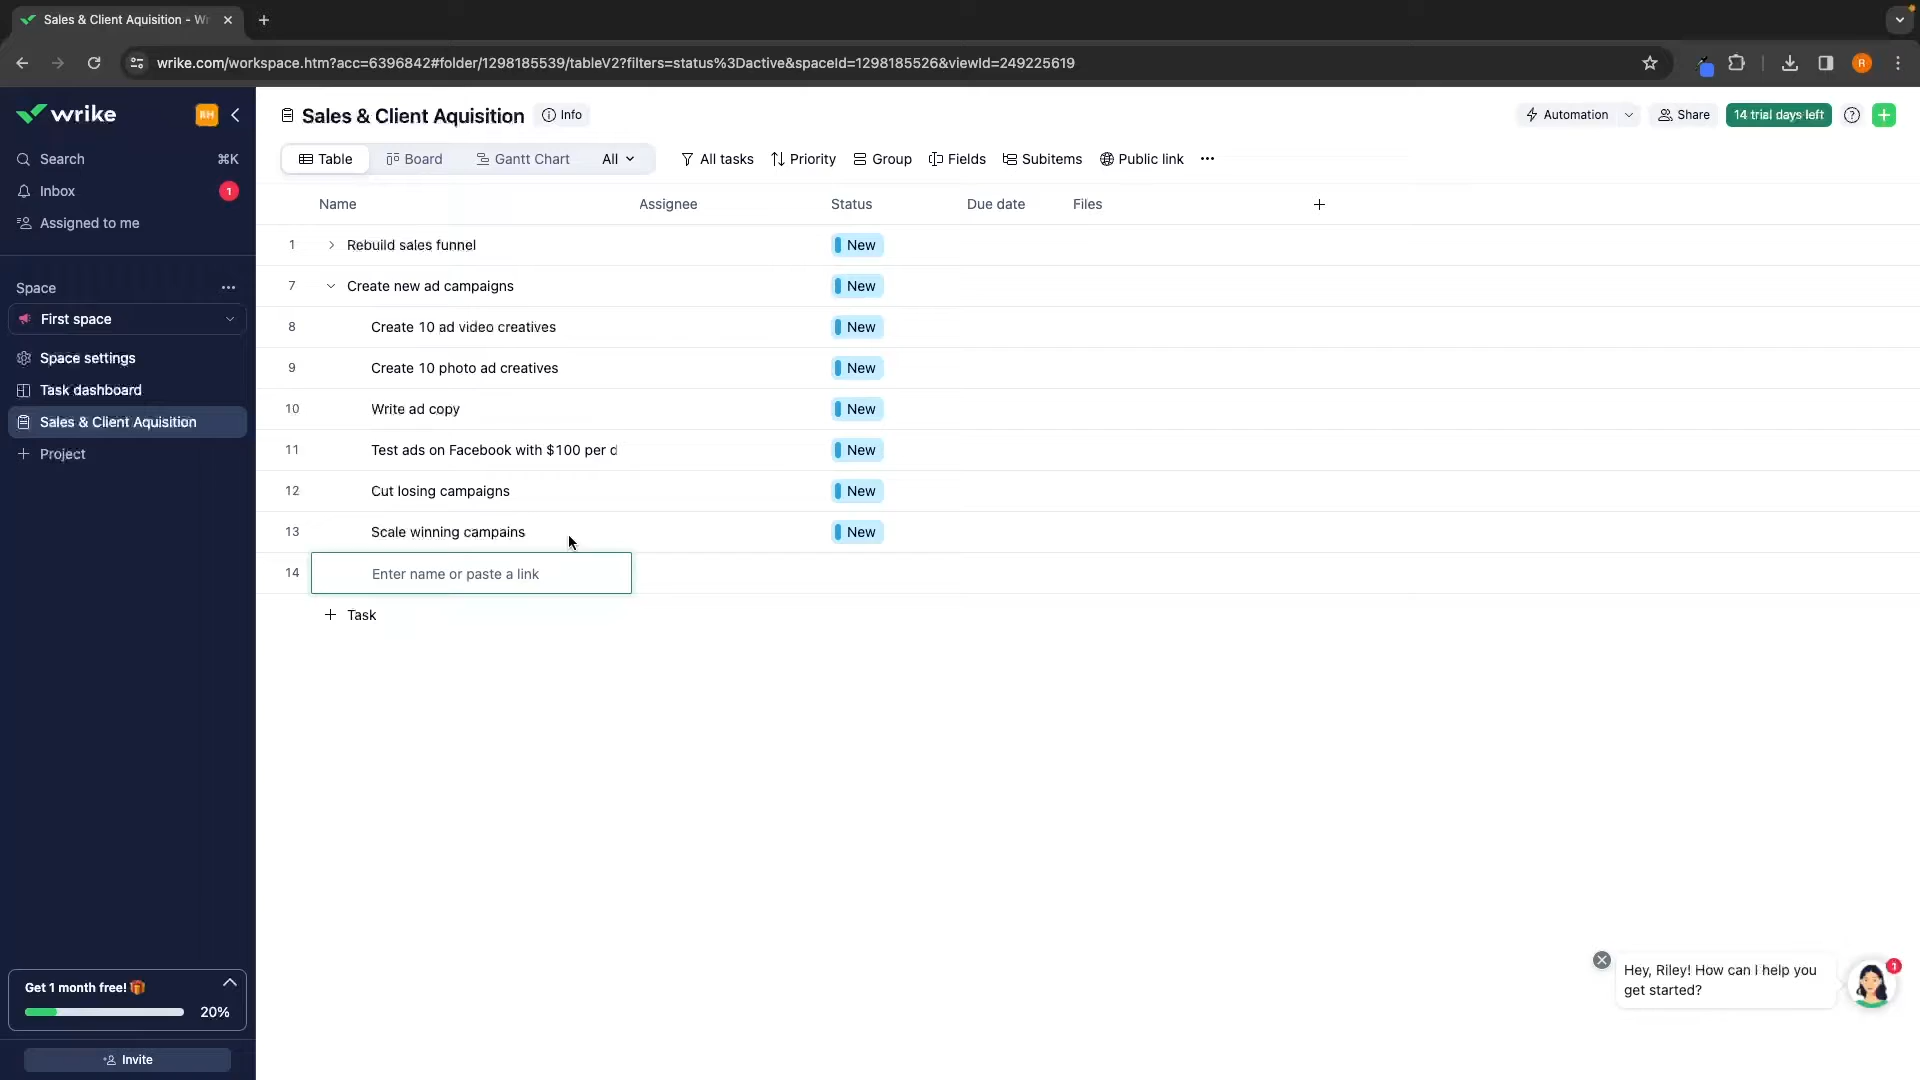 Sales & Client Aquisition - Wr
wrike.com/workspace.htm?acc=6396842#folder/1298185539/tableV2?filters=status%3Dactive&spaceId=1298185526&viewId=249225619
R
wrike
RH
Search ⌘K
Inbox 1
Assigned to me
Space
First space
Space settings
Task dashboard
Sales & Client Aquisition
+ Project
Get 1 month free!
20%
Invite
Sales & Client Aquisition Info
Automation Share 14 trial days left
Table Board Gantt Chart All All tasks Priority Group Fields Subitems Public link
Name Assignee Status Due date Files
1 Rebuild sales funnel New
7 Create new ad campaigns New
8 Create 10 ad video creatives New
9 Create 10 photo ad creatives New
10 Write ad copy New
11 Test ads on Facebook with $100 per d New
12 Cut losing campaigns New
13 Scale winning campains New
14 Enter name or paste a link
+ Task
Hey, Riley! How can I help you
get started?
1